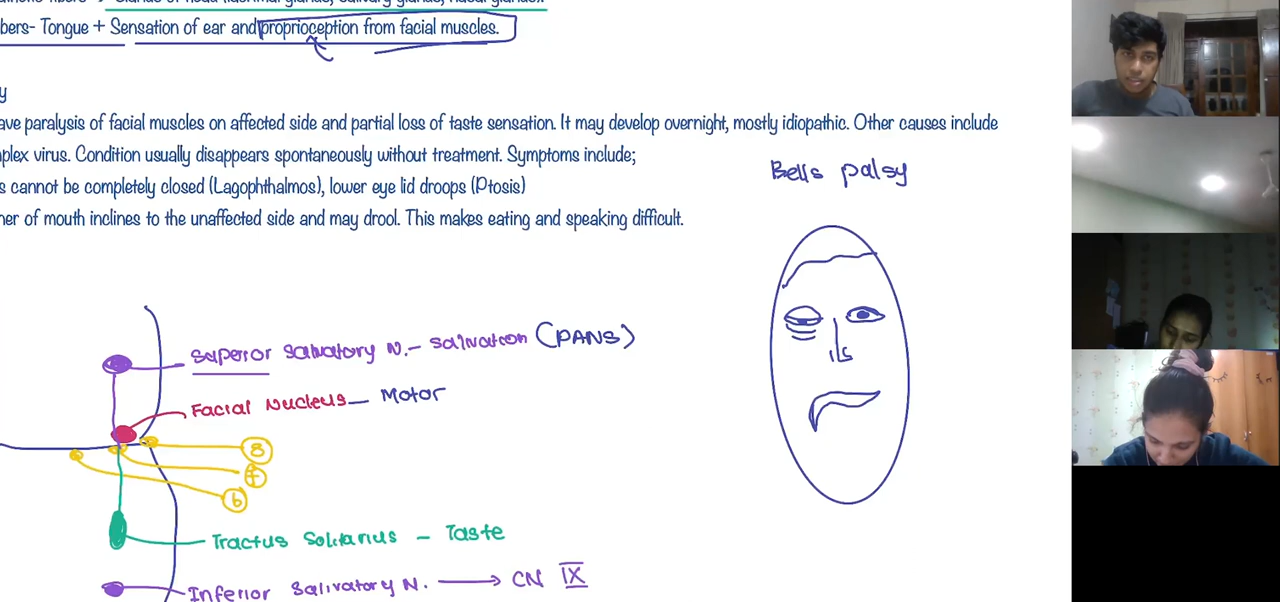 bers- Tongue + Sensation of ear and proprioception from facial muscles.
y
ave paralysis of facial muscles on affected side and partial loss of taste sensation. It may develop overnight, mostly idiopathic. Other causes include
plex virus. Condition usually disappears spontaneously without treatment. Symptoms include;
s cannot be completely closed (Lagophthalmos), lower eye lid droops (Ptosis)
ner of mouth inclines to the unaffected side and may drool. This makes eating and speaking difficult.
Bells palsy
Superor Salvatory N. - Salivation (PANS)
Facial Nucleus - Motor
8
7
6
Tractus Solitarius - Taste
Inferior Salivatory N. → CN IX